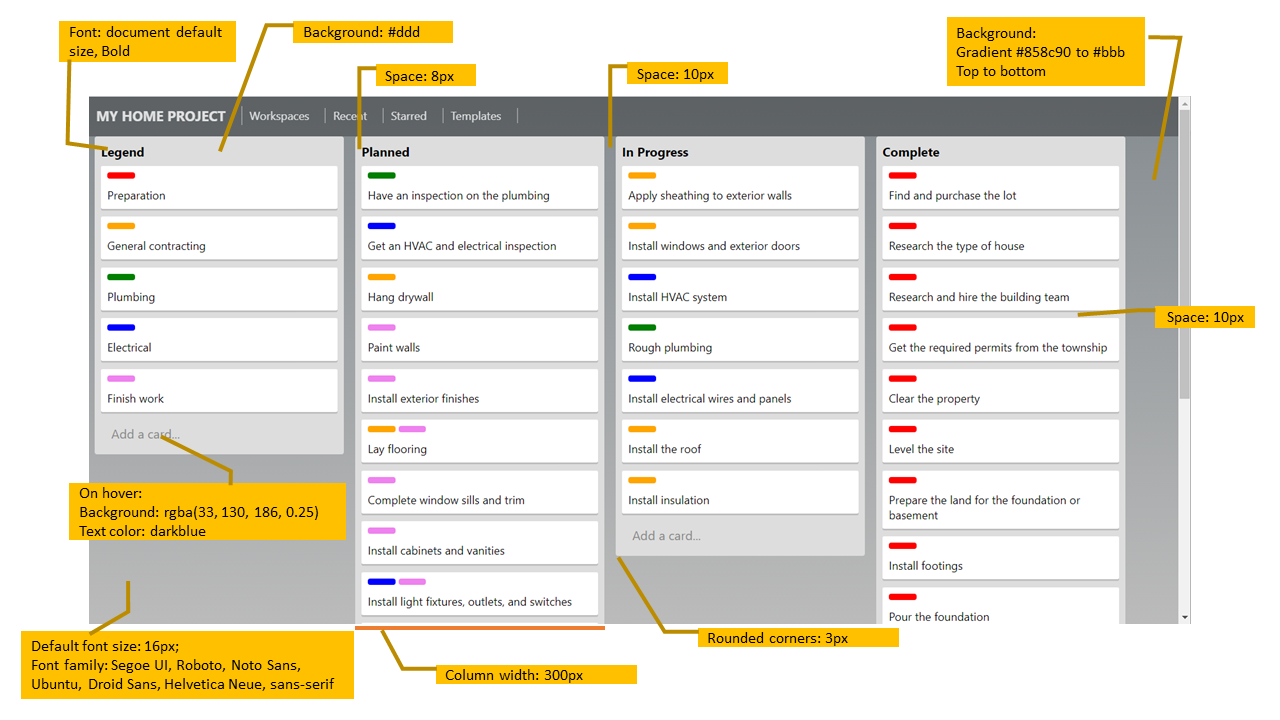 Font: document default
size, Bold
Background: #ddd
Space: 8px
Space: 10px
Background:
Gradient #858c90 to #bbb
Top to bottom
MY HOME PROJECT
Workspaces
Recent
Starred
Templates
Legend
Preparation
General contracting
Plumbing
Electrical
Finish work
Add a card...
Planned
Have an inspection on the plumbing
Get an HVAC and electrical inspection
Hang drywall
Paint walls
Install exterior finishes
Lay flooring
Complete window sills and trim
Install cabinets and vanities
Install light fixtures, outlets, and switches
In Progress
Apply sheathing to exterior walls
Install windows and exterior doors
Install HVAC system
Rough plumbing
Install electrical wires and panels
Install the roof
Install insulation
Add a card...
Complete
Find and purchase the lot
Research the type of house
Research and hire the building team
Get the required permits from the township
Clear the property
Level the site
Prepare the land for the foundation or
basement
Install footings
Pour the foundation
Space: 10px
On hover:
Background: rgba(33, 130, 186, 0.25)
Text color: darkblue
Default font size: 16px;
Font family: Segoe UI, Roboto, Noto Sans,
Ubuntu, Droid Sans, Helvetica Neue, sans-serif
Rounded corners: 3px
Column width: 300px